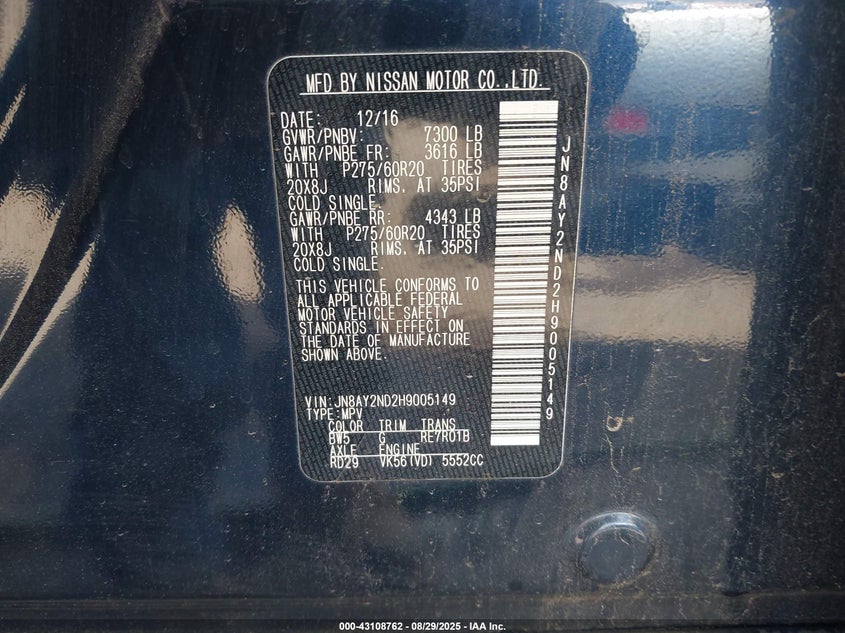 MFD BY NISSAN MOTOR CO.,LTD.
DATE: 12/16
GVWR/PNBV: 7300 LB
GAWR/PNBE FR: 3616 LB
WITH P275/60R20 TIRES
20X8J RIMS, AT 35PSI
COLD SINGLE.
GAWR/PNBE RR: 4343 LB
WITH P275/60R20 TIRES
20X8J RIMS, AT 35PSI
COLD SINGLE.
THIS VEHICLE CONFORMS TO
ALL APPLICABLE FEDERAL
MOTOR VEHICLE SAFETY
STANDARDS IN EFFECT ON
THE DATE OF MANUFACTURE
SHOWN ABOVE.
VIN:JN8AY2ND2H9005149
TYPE:MPV
COLOR TRIM TRANS
BW5 G RE7R01B
AXLE ENGINE
RD29 VK56(VD) 5552CC
JN8AY2ND2H9005149
000-43108762 - 08/29/2025 - IAA Inc.